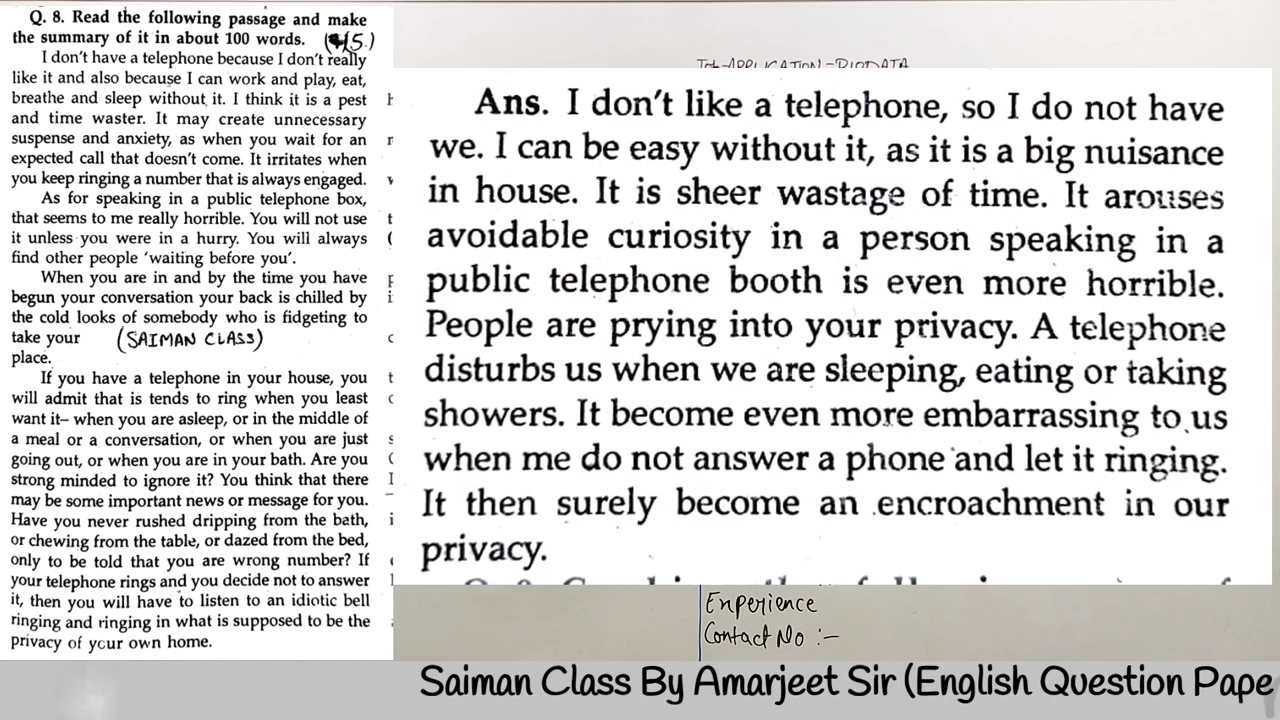 Q. 8. Read the following passage and make
the summary of it in about 100 words. (15)
I don't have a telephone because I don't really
like it and also because I can work and play, eat,
breathe and sleep without it. I think it is a pest
and time waster. It may create unnecessary
suspense and anxiety, as when you wait for an
expected call that doesn't come. It irritates when
you keep ringing a number that is always engaged.
As for speaking in a public telephone box,
that seems to me really horrible. You will not use
it unless you were in a hurry. You will always
find other people 'waiting before you'.
When you are in and by the time you have
begun your conversation your back is chilled by
the cold looks of somebody who is fidgeting to
take your (SAIMAN CLASS)
place.
If you have a telephone in your house, you
will admit that is tends to ring when you least
want it– when you are asleep, or in the middle of
a meal or a conversation, or when you are just
going out, or when you are in your bath. Are you
strong minded to ignore it? You think that there
may be some important news or message for you.
Have you never rushed dripping from the bath,
or chewing from the table, or dazed from the bed,
only to be told that you are wrong number? If
your telephone rings and you decide not to answer
it, then you will have to listen to an idiotic bell
ringing and ringing in what is supposed to be the
privacy of your own home.
APPLICATION-BIODATA
Ans. I don't like a telephone, so I do not have
we. I can be easy without it, as it is a big nuisance
in house. It is sheer wastage of time. It arouses
avoidable curiosity in a person speaking in a
public telephone booth is even more horrible.
People are prying into your privacy. A telephone
disturbs us when we are sleeping, eating or taking
showers. It become even more embarrassing to us
when me do not answer a phone and let it ringing.
It then surely become an encroachment in our
privacy.
Experience
Contact No :-
Saiman Class By Amarjeet Sir (English Question Pape